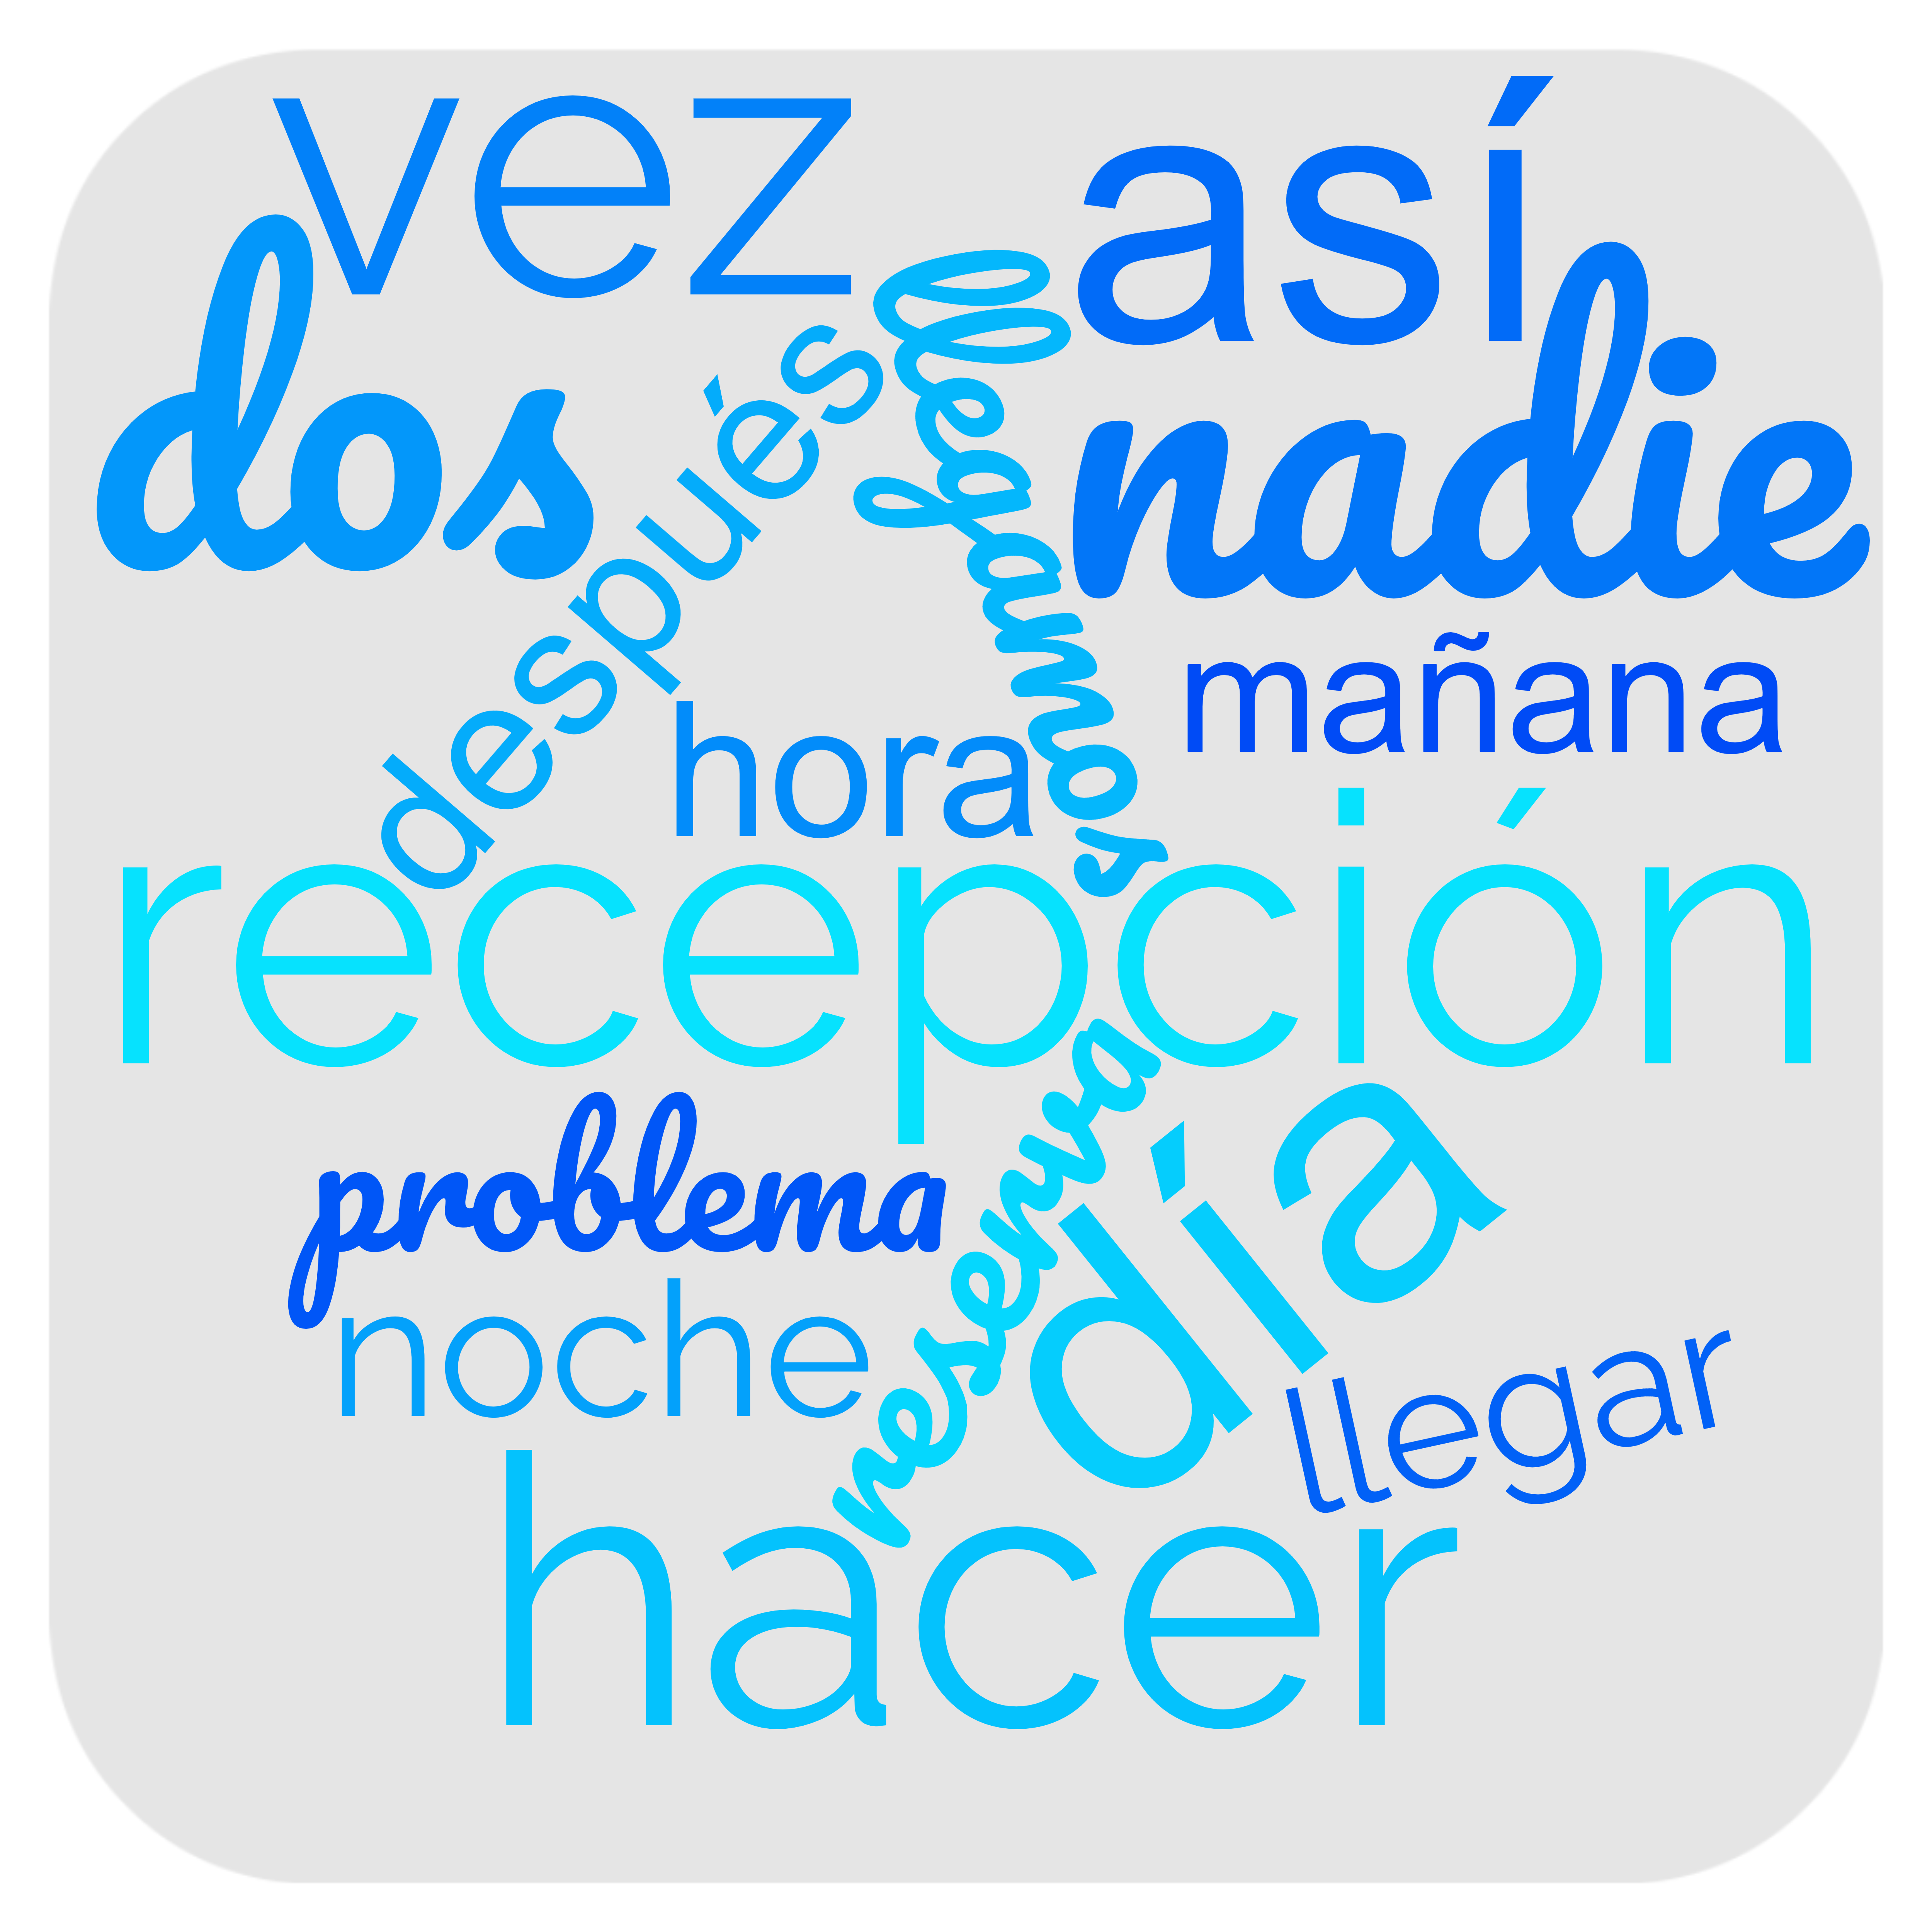 vez
así
dos
nadie
después
llegamos
mañana
hora
recepción
problema
reserva
día
noche
llegar
hacer